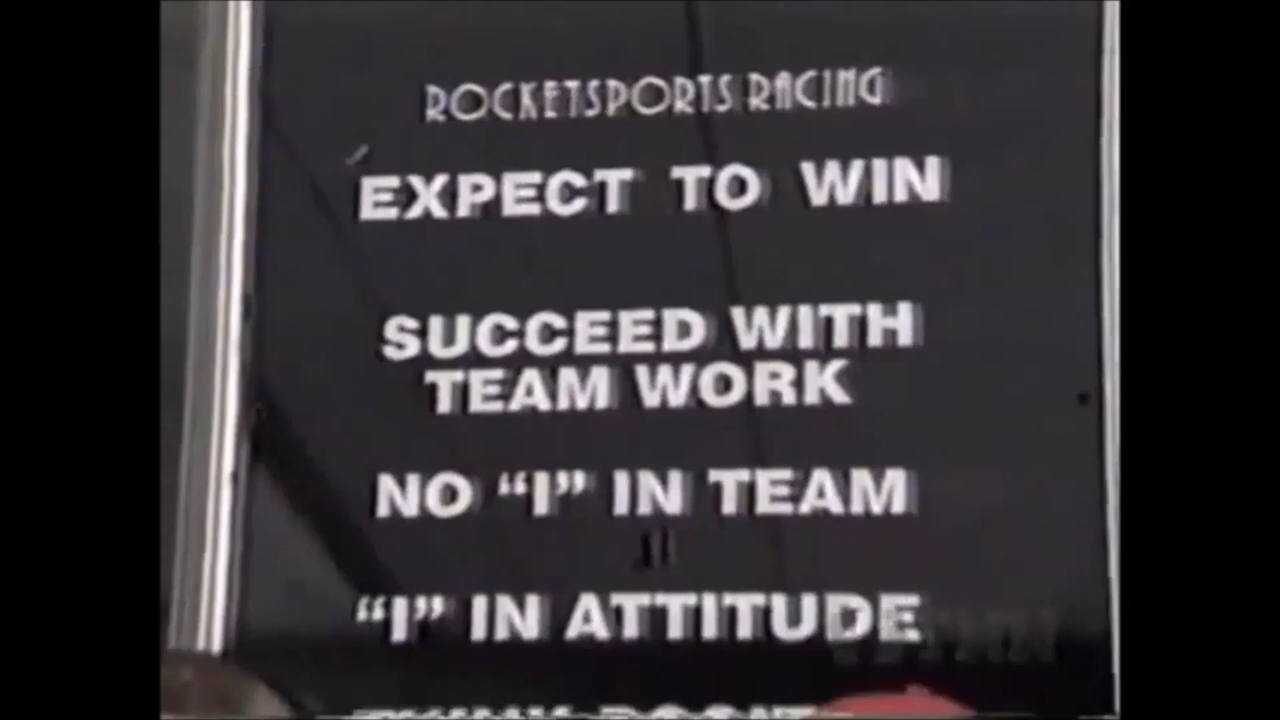 ROCKETSPORTS RACING
EXPECT TO WIN
SUCCEED WITH
TEAM WORK
NO “I” IN TEAM
“I” IN ATTITUDE